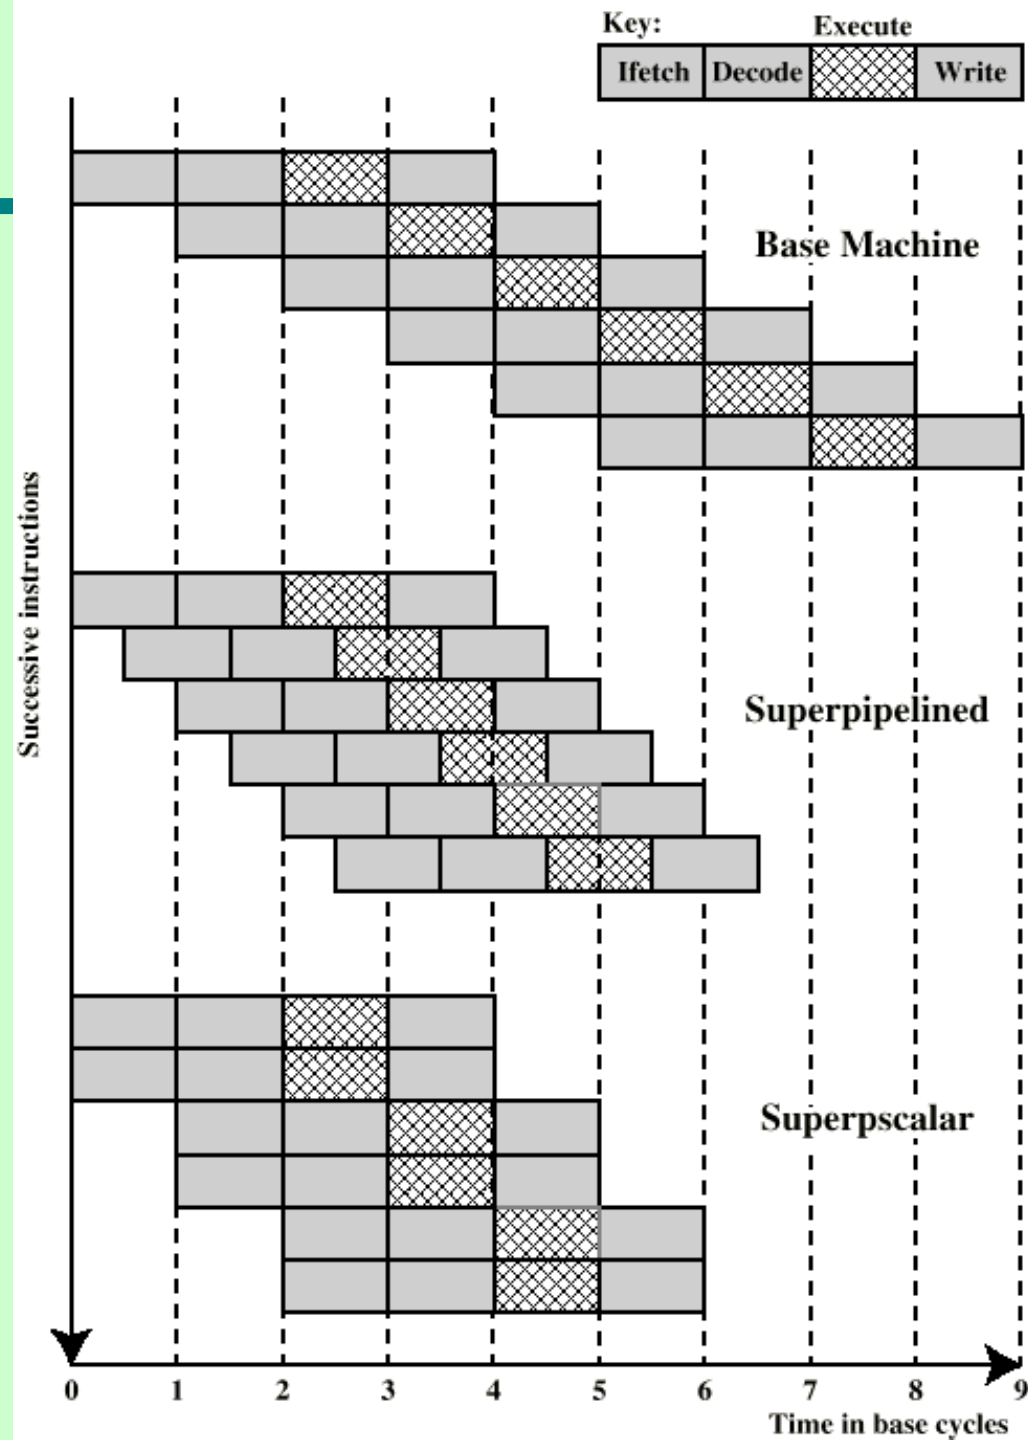 Key:
Execute
Ifetch Decode Write
Base Machine
Successive instructions
Superpipelined
Superpscalar
0 1 2 3 4 5 6 7 8 9
Time in base cycles